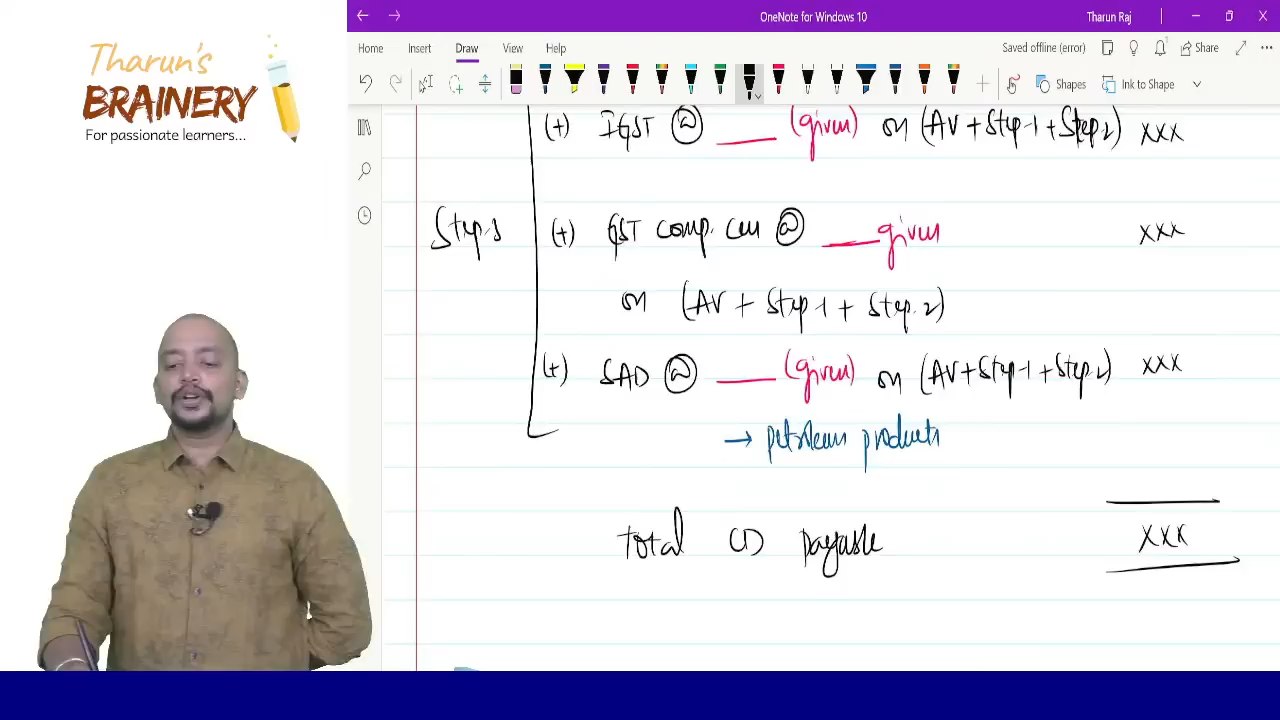 Tharun's
BRAINERY
For passionate learners...
OneNote for Windows 10
Tharun Raj
Home Insert Draw View Help
Saved offline (error)
Share
Shapes
Ink to Shape
(+) IGST @ ___ (given) on (AV + Step-1 + Step-2) XXX
Step-3 (+) GST comp. Cess @ ___ given XXX
on (AV + Step-1 + Step-2)
(+) SAD @ ___ (given) on (AV + Step-1 + Step-2) XXX
→ petroleum products
total CD payable XXX